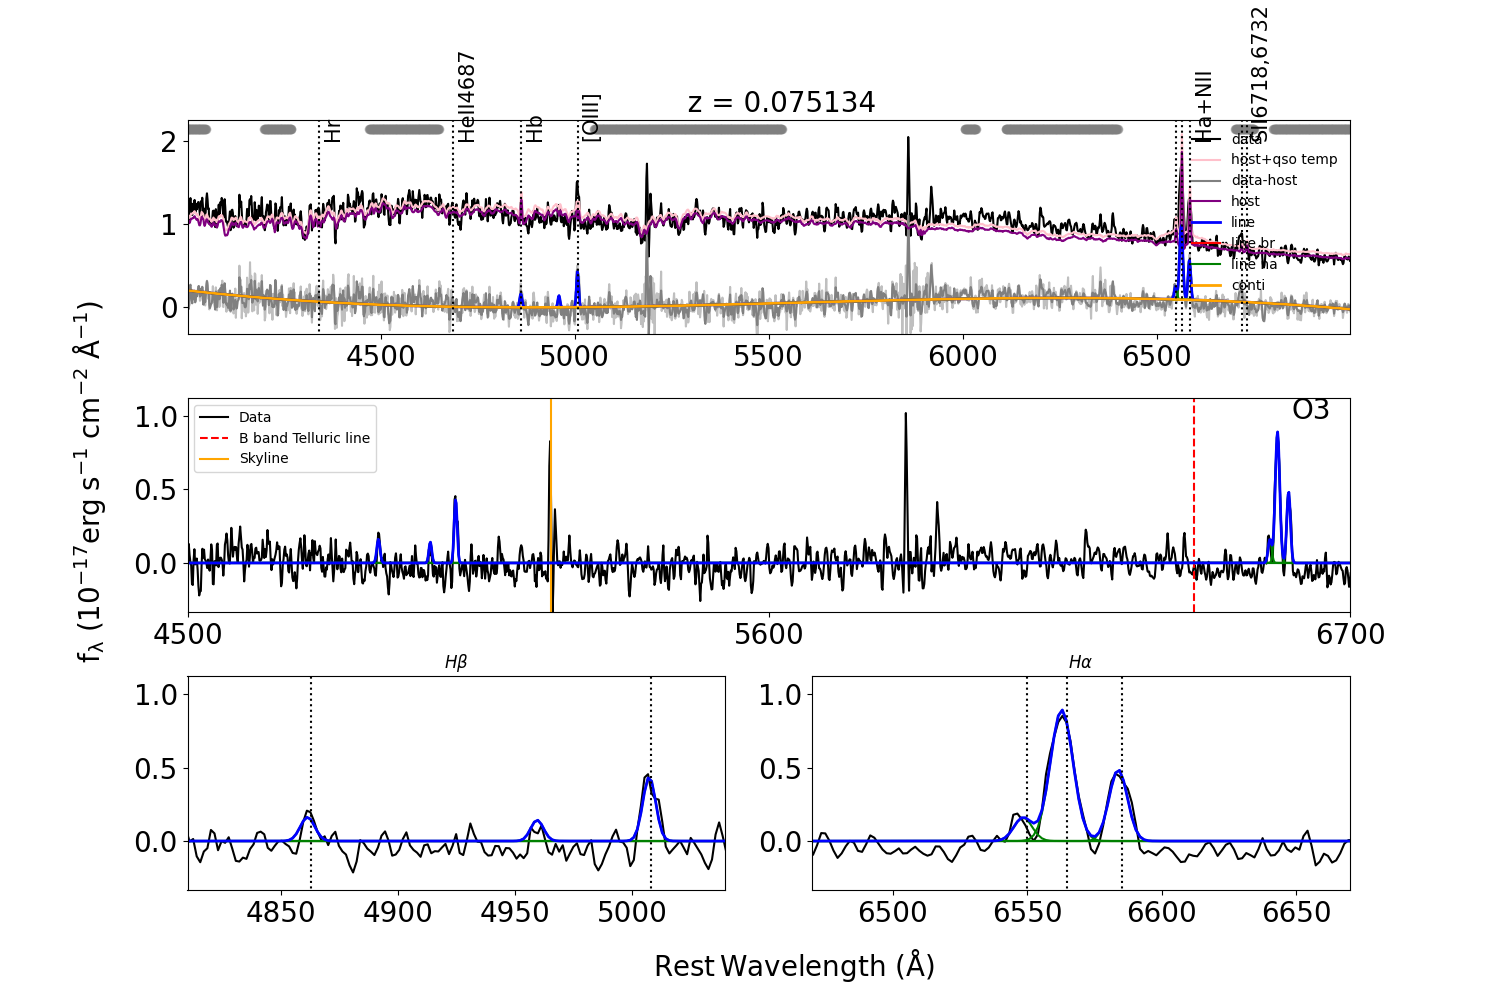 z = 0.075134
Hr
HeII4687
Hb
[OIII]
Ha+NII
SII6718,6732
data
host+qso temp
data-host
host
line
line br
line na
conti
2
1
0
4500 5000 5500 6000 6500
fλ (10⁻¹⁷erg s⁻¹ cm⁻² Å⁻¹)
Data
B band Telluric line
Skyline
O3
1.0
0.5
0.0
4500 5600 6700
Hβ
1.0
0.5
0.0
4850 4900 4950 5000
Hα
1.0
0.5
0.0
6500 6550 6600 6650
Rest Wavelength (Å)